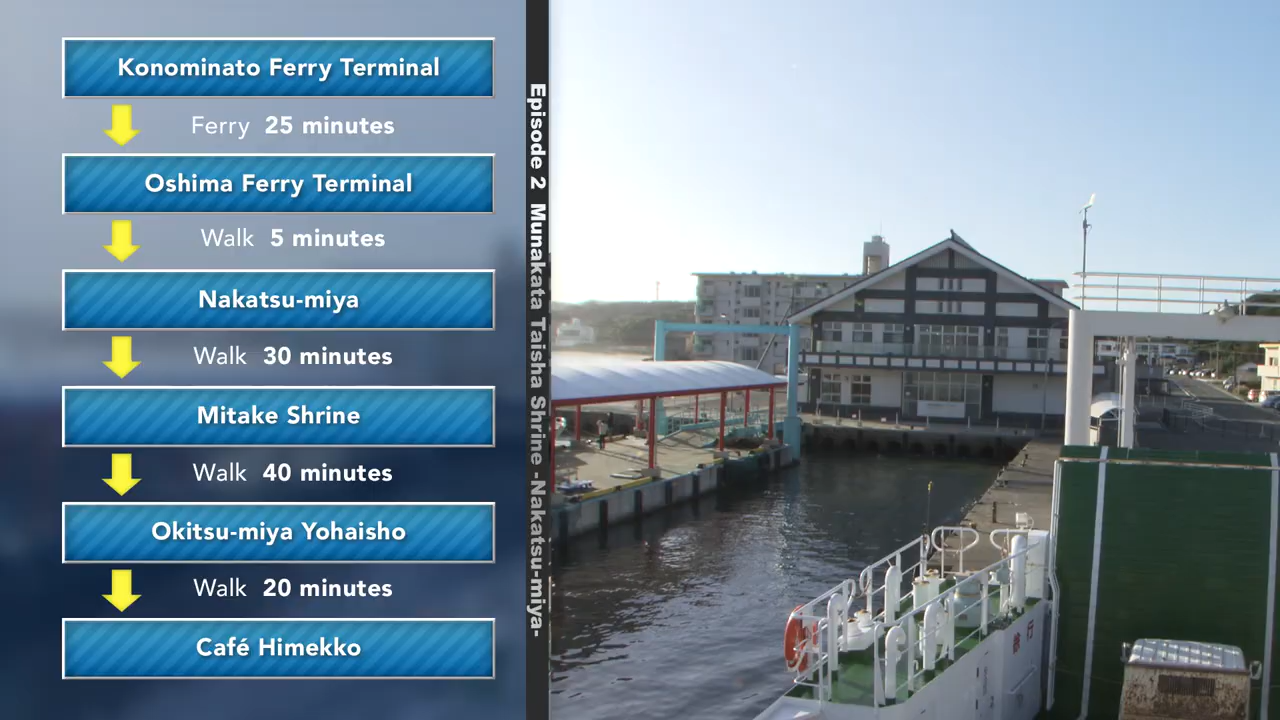 Konominato Ferry Terminal
Ferry 25 minutes
Oshima Ferry Terminal
Walk 5 minutes
Nakatsu-miya
Walk 30 minutes
Mitake Shrine
Walk 40 minutes
Okitsu-miya Yohaisho
Walk 20 minutes
Café Himekko
Episode 2 Munakata Taisha Shrine -Nakatsu-miya-